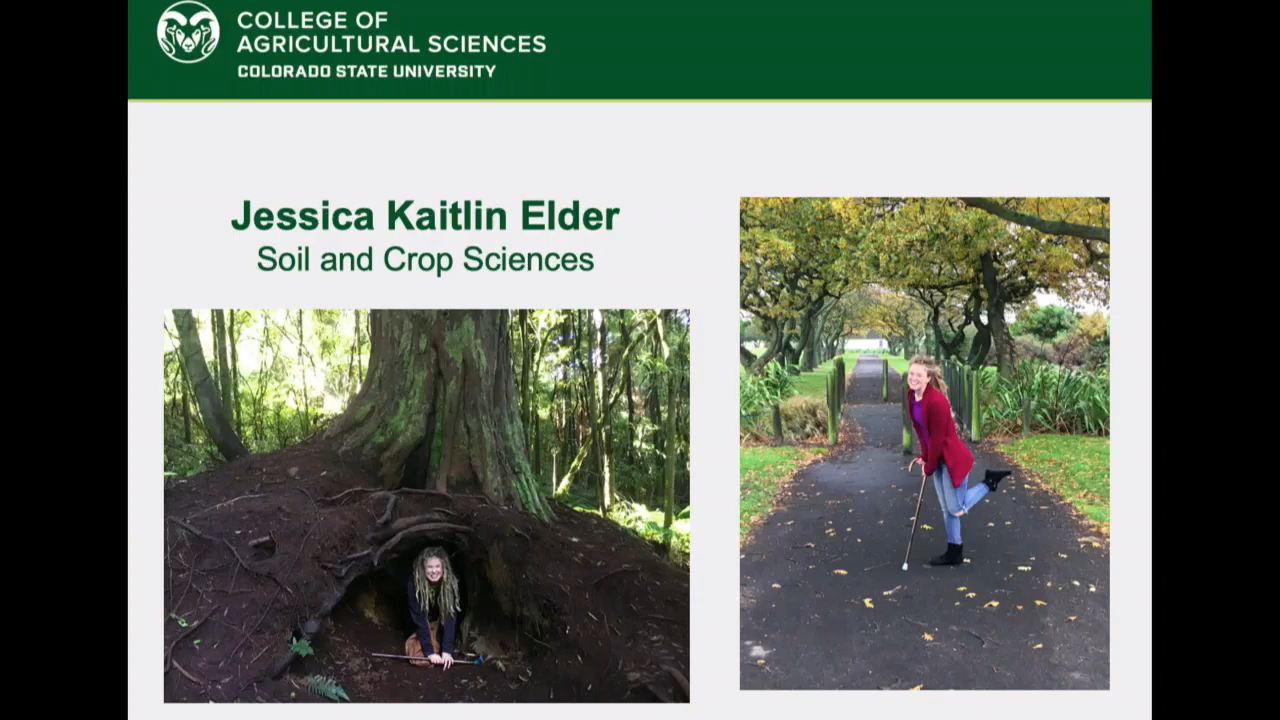 COLLEGE OF
AGRICULTURAL SCIENCES
COLORADO STATE UNIVERSITY
Jessica Kaitlin Elder
Soil and Crop Sciences